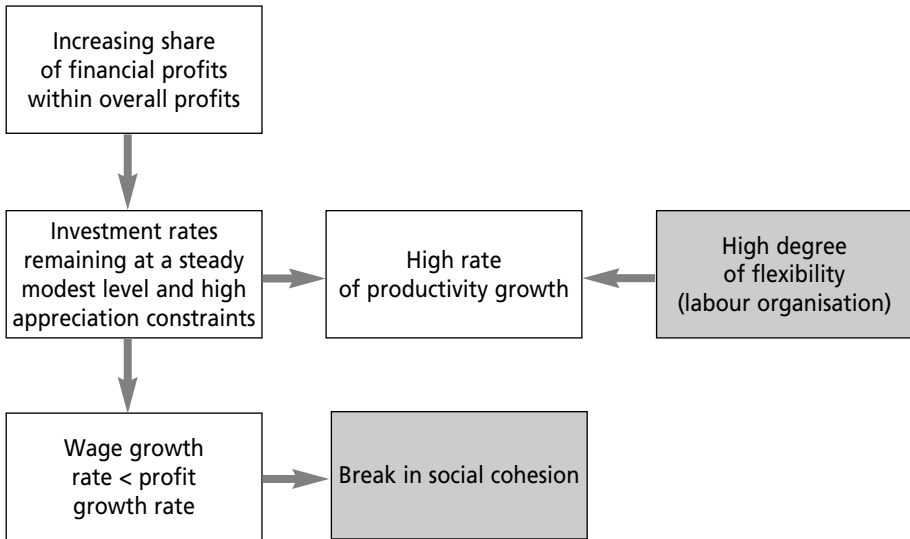 Increasing share
of financial profits
within overall profits
Investment rates
remaining at a steady
modest level and high
appreciation constraints
High rate
of productivity growth
High degree
of flexibility
(labour organisation)
Wage growth
rate < profit
growth rate
Break in social cohesion